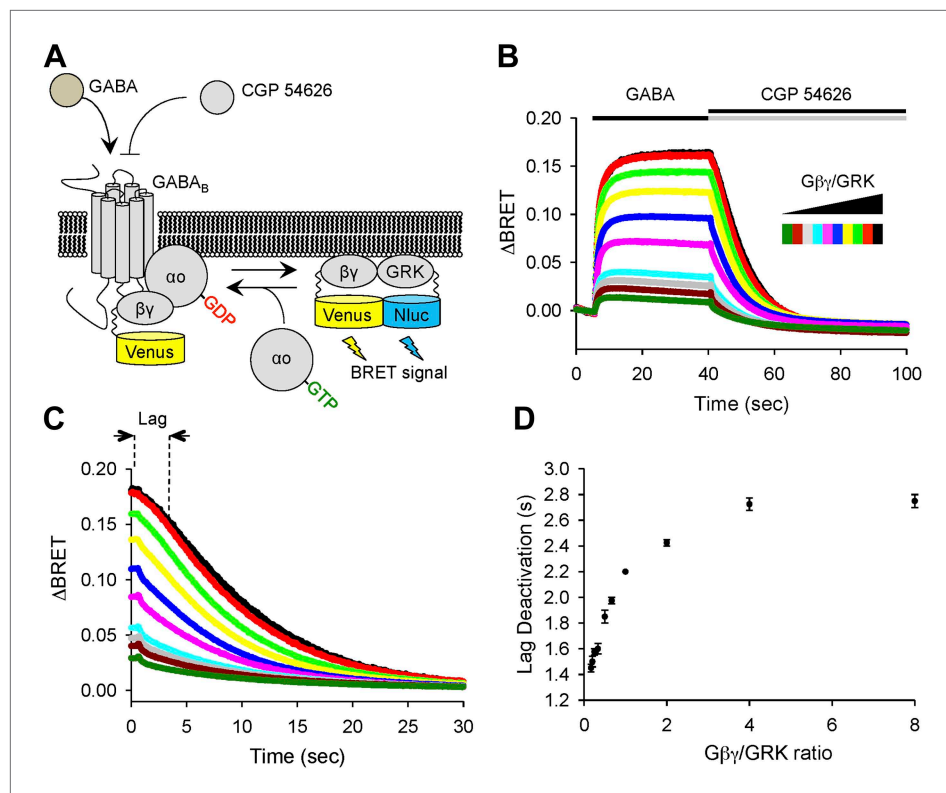 A
GABA
CGP 54626
GABAB
αo
βγ
GDP
Venus
βγ
GRK
Venus
Nluc
BRET signal
αo
GTP
B
GABA
CGP 54626
Gβγ/GRK
ΔBRET
0.20
0.15
0.10
0.05
0.00
0
20
40
60
80
100
Time (sec)
C
Lag
ΔBRET
0.20
0.15
0.10
0.05
0.00
0
5
10
15
20
25
30
Time (sec)
D
Lag Deactivation (s)
3.0
2.8
2.6
2.4
2.2
2.0
1.8
1.6
1.4
1.2
0
2
4
6
8
Gβγ/GRK ratio